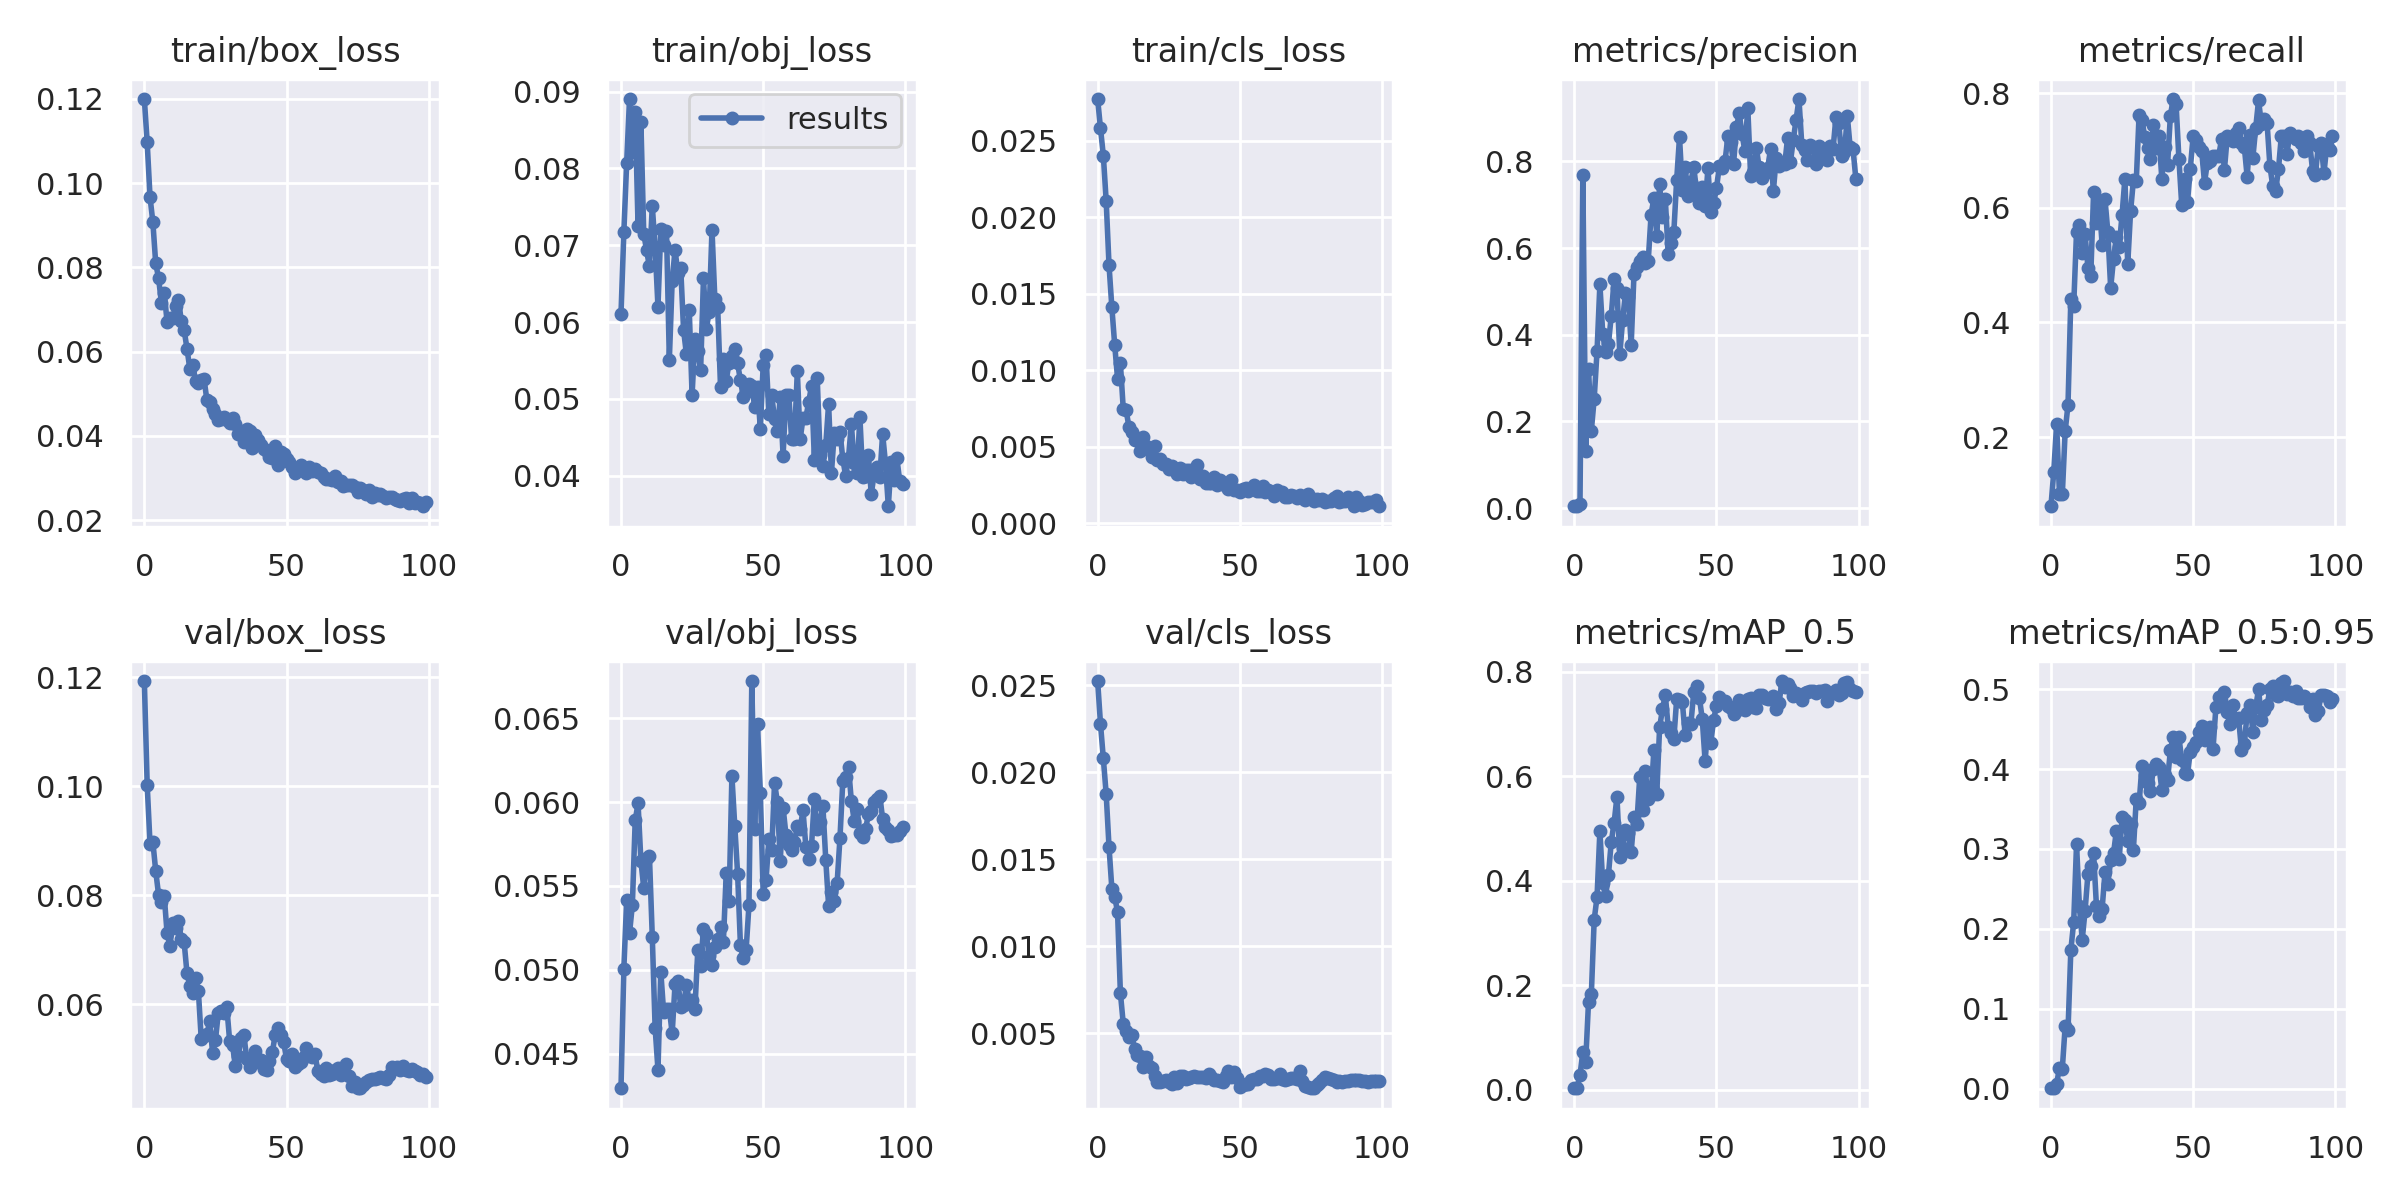 train/box_loss
0.12
0.10
0.08
0.06
0.04
0.02
0 50 100
train/obj_loss
results
0.09
0.08
0.07
0.06
0.05
0.04
0 50 100
train/cls_loss
0.025
0.020
0.015
0.010
0.005
0.000
0 50 100
metrics/precision
0.8
0.6
0.4
0.2
0.0
0 50 100
metrics/recall
0.8
0.6
0.4
0.2
0 50 100
val/box_loss
0.12
0.10
0.08
0.06
0 50 100
val/obj_loss
0.065
0.060
0.055
0.050
0.045
0 50 100
val/cls_loss
0.025
0.020
0.015
0.010
0.005
0 50 100
metrics/mAP_0.5
0.8
0.6
0.4
0.2
0.0
0 50 100
metrics/mAP_0.5:0.95
0.5
0.4
0.3
0.2
0.1
0.0
0 50 100